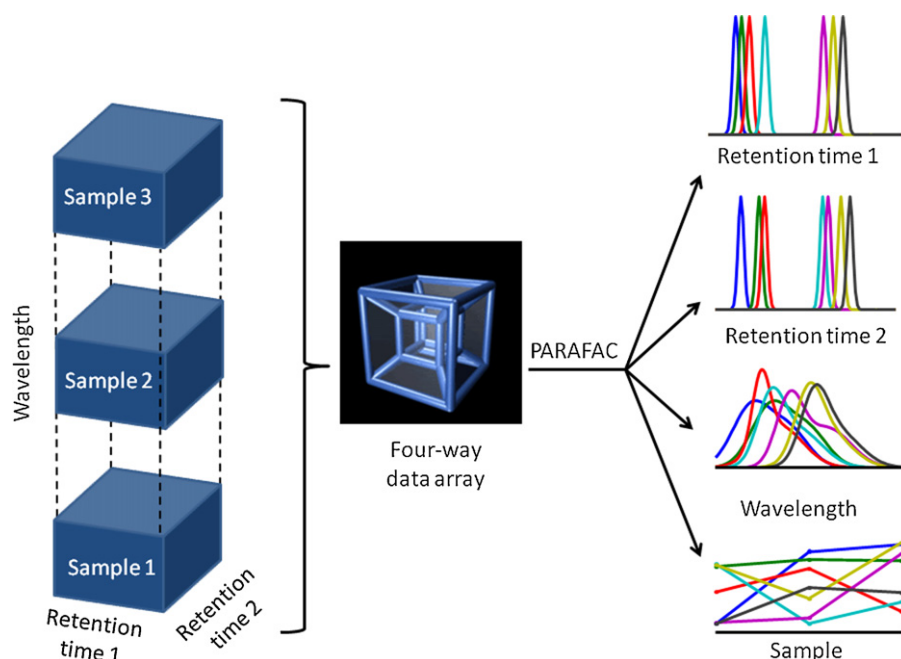 Sample 3
Sample 2
Sample 1
Wavelength
Retention
time 1
Retention
time 2
Four-way
data array
PARAFAC
Retention time 1
Retention time 2
Wavelength
Sample